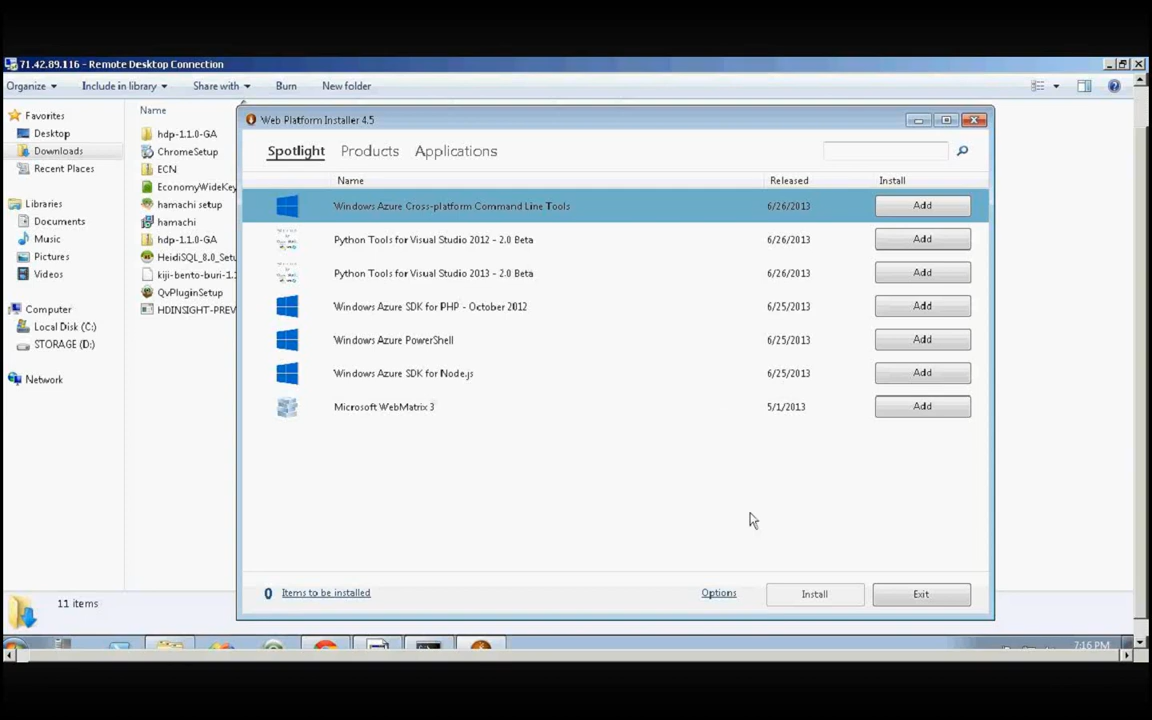 71.42.89.116 - Remote Desktop Connection
Organize Include in library Share with Burn New folder
Favorites
Desktop
Downloads
Recent Places
Libraries
Documents
Music
Pictures
Videos
Computer
Local Disk (C:)
STORAGE (D:)
Network
Name
hdp-1.1.0-GA
ChromeSetup
ECN
EconomyWideKey
hamachi setup
hamachi
hdp-1.1.0-GA
HeidiSQL_8.0_Setu
kiji-bento-buri-1.
QvPluginSetup
HDINSIGHT-PREV
Web Platform Installer 4.5
Spotlight Products Applications
Name Released Install
Windows Azure Cross-platform Command Line Tools 6/26/2013 Add
Python Tools for Visual Studio 2012 - 2.0 Beta 6/26/2013 Add
Python Tools for Visual Studio 2013 - 2.0 Beta 6/26/2013 Add
Windows Azure SDK for PHP - October 2012 6/25/2013 Add
Windows Azure PowerShell 6/25/2013 Add
Windows Azure SDK for Node.js 6/25/2013 Add
Microsoft WebMatrix 3 5/1/2013 Add
0 Items to be installed Options Install Exit
11 items
7:16 PM